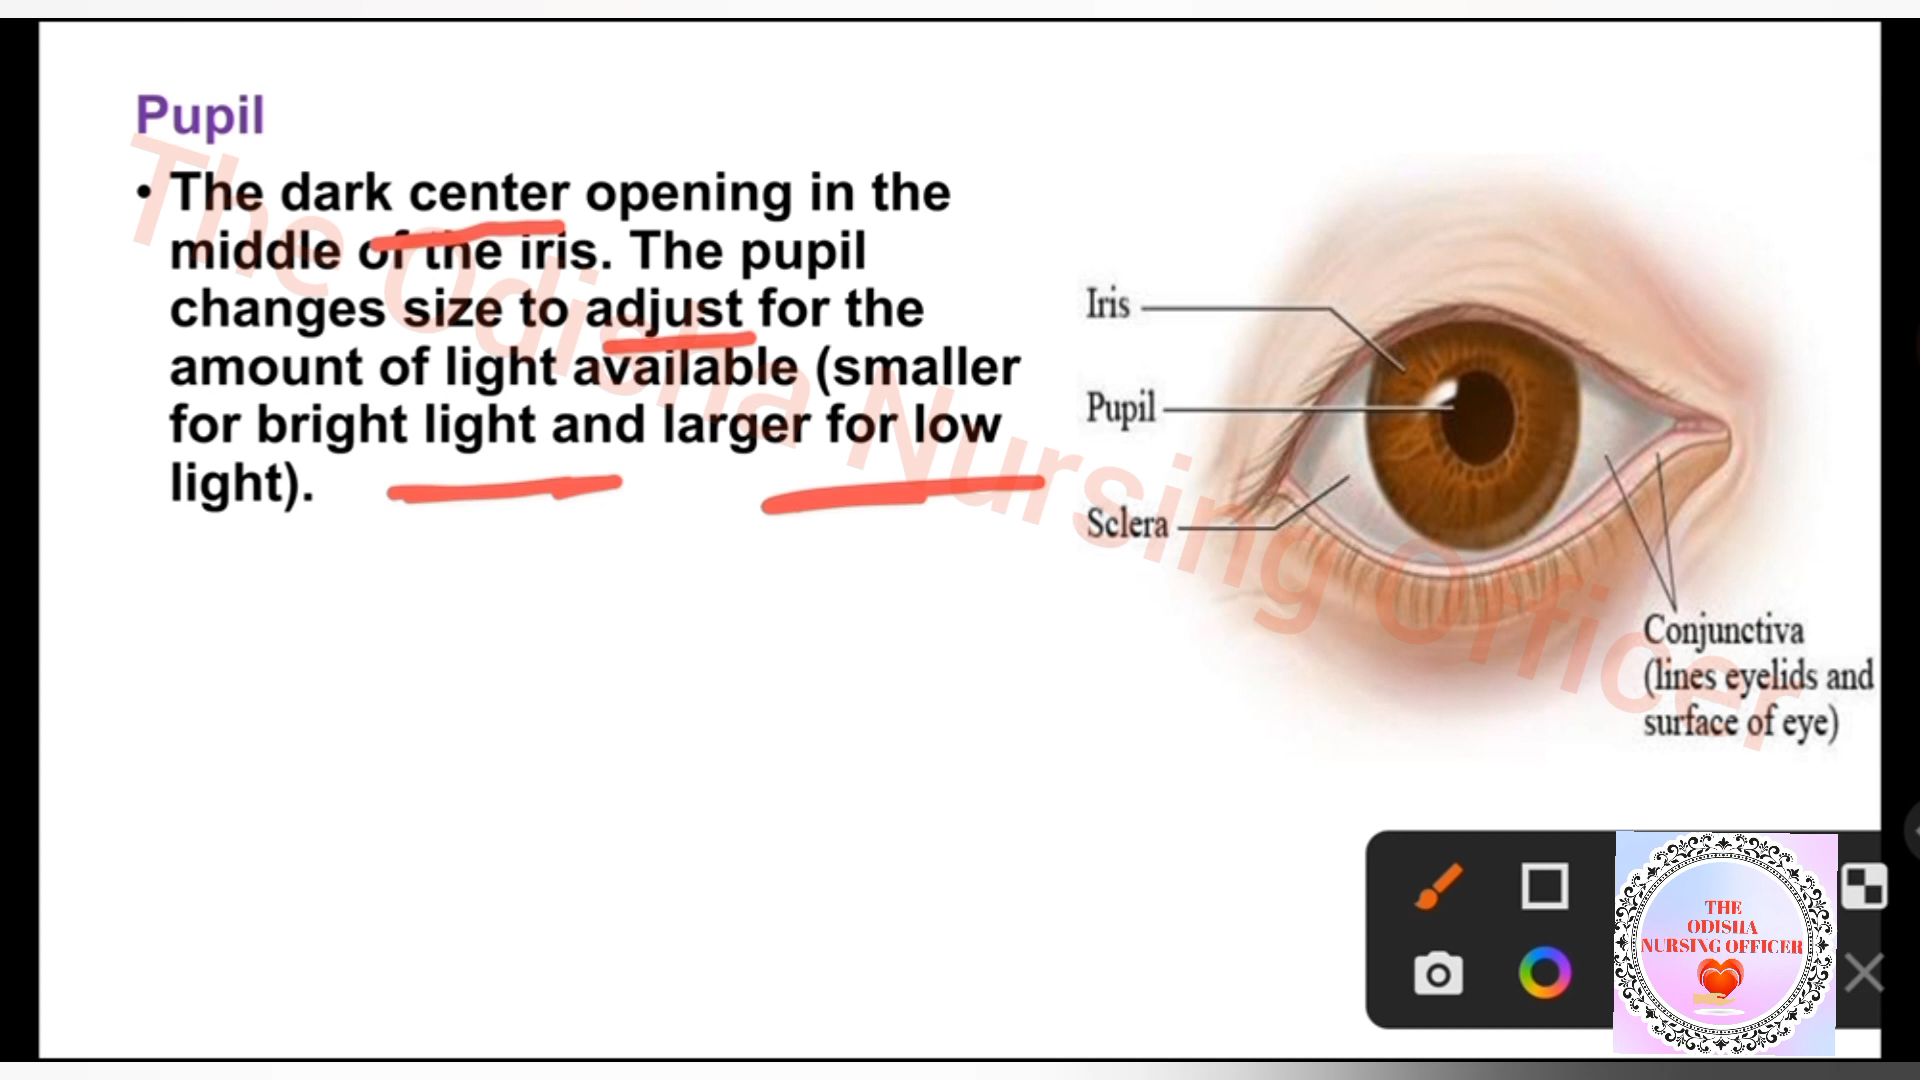 Pupil
• The dark center opening in the
middle of the iris. The pupil
changes size to adjust for the
amount of light available (smaller
for bright light and larger for low
light).
Iris
Pupil
Sclera
Conjunctiva
(lines eyelids and
surface of eye)
The Odisha Nursing Officer
THE
ODISHA
NURSING OFFICER